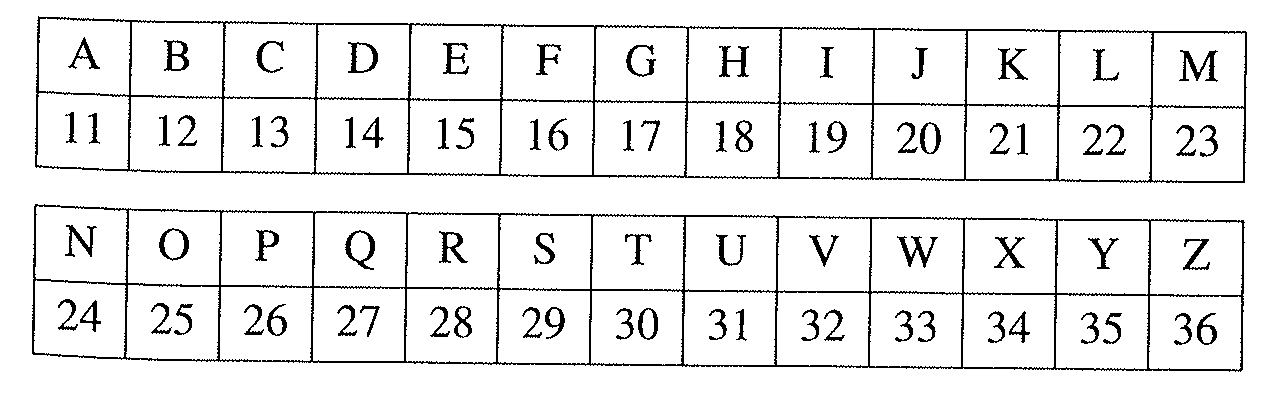 A B C D E F G H I J K L M
11 12 13 14 15 16 17 18 19 20 21 22 23
N O P Q R S T U V W X Y Z
24 25 26 27 28 29 30 31 32 33 34 35 36